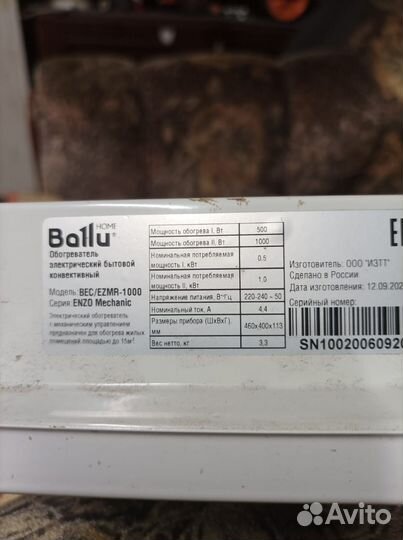 Ballu® HOME
Обогреватель
электрический бытовой
конвективный
Модель: BEC/EZMR-1000
Серия: ENZO Mechanic
Электрический обогреватель
с механическим управлением
предназначен для обогрева жилых
помещений площадью до 15м²
Мощность обогрева I, Вт 500
Мощность обогрева II, Вт 1000
Номинальная потребляемая
мощность I, кВт 0.5
Номинальная потребляемая
мощность II, кВт 1.0
Напряжение питания, В~Гц 220-240 ~ 50
Номинальный ток, А 4,4
Размеры прибора (ШхВхГ),
мм 460x400x113
Вес нетто, кг 3,3
Изготовитель: ООО "ИЗТТ"
Сделано в России
Дата изготовления: 12.09.202
Серийный номер:
SN10020060920
Avito